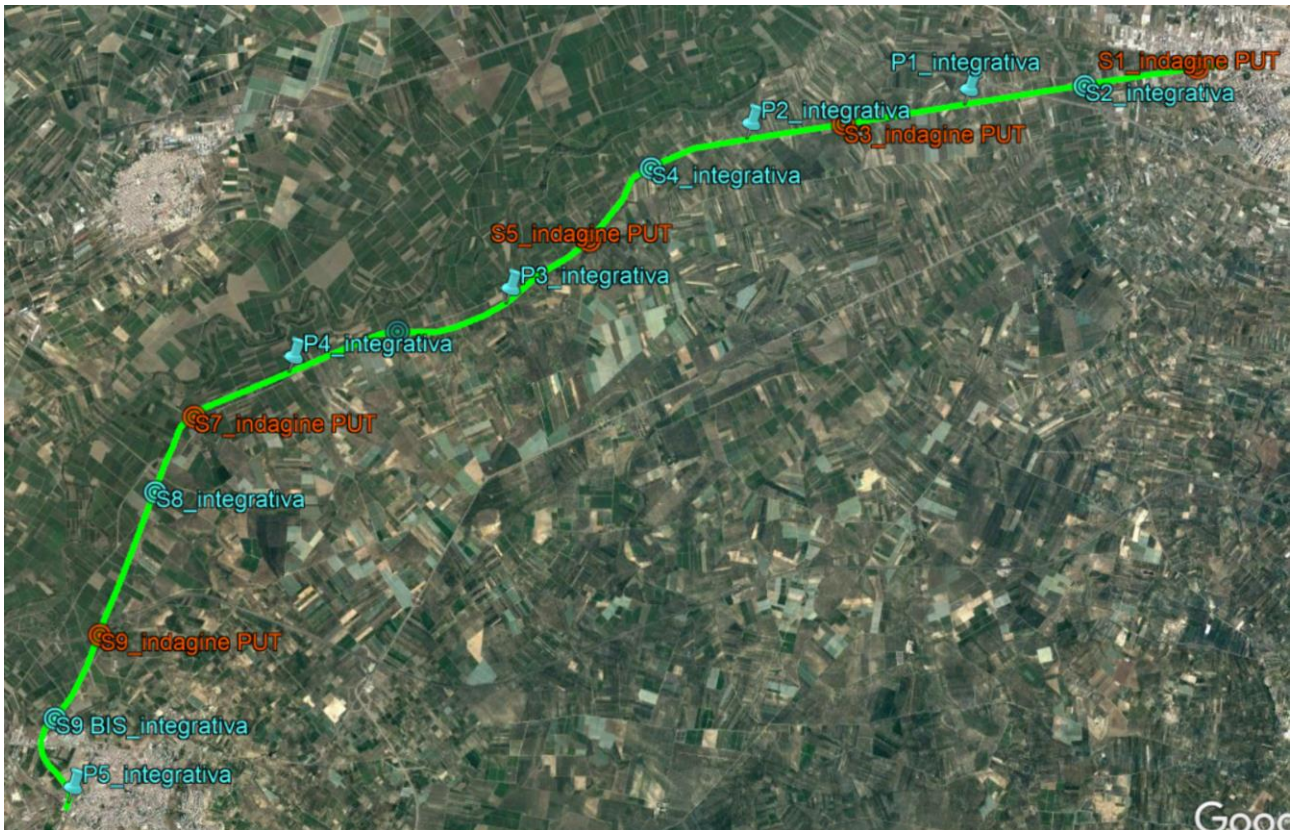 S1_indagine PUT
P1_integrativa
S2_integrativa
P2_integrativa
S3_indagine PUT
S4_integrativa
S5_indagine PUT
P3_integrativa
P4_integrativa
S7_indagine PUT
S8_integrativa
S9_indagine PUT
S9 BIS_integrativa
P5_integrativa
Goo